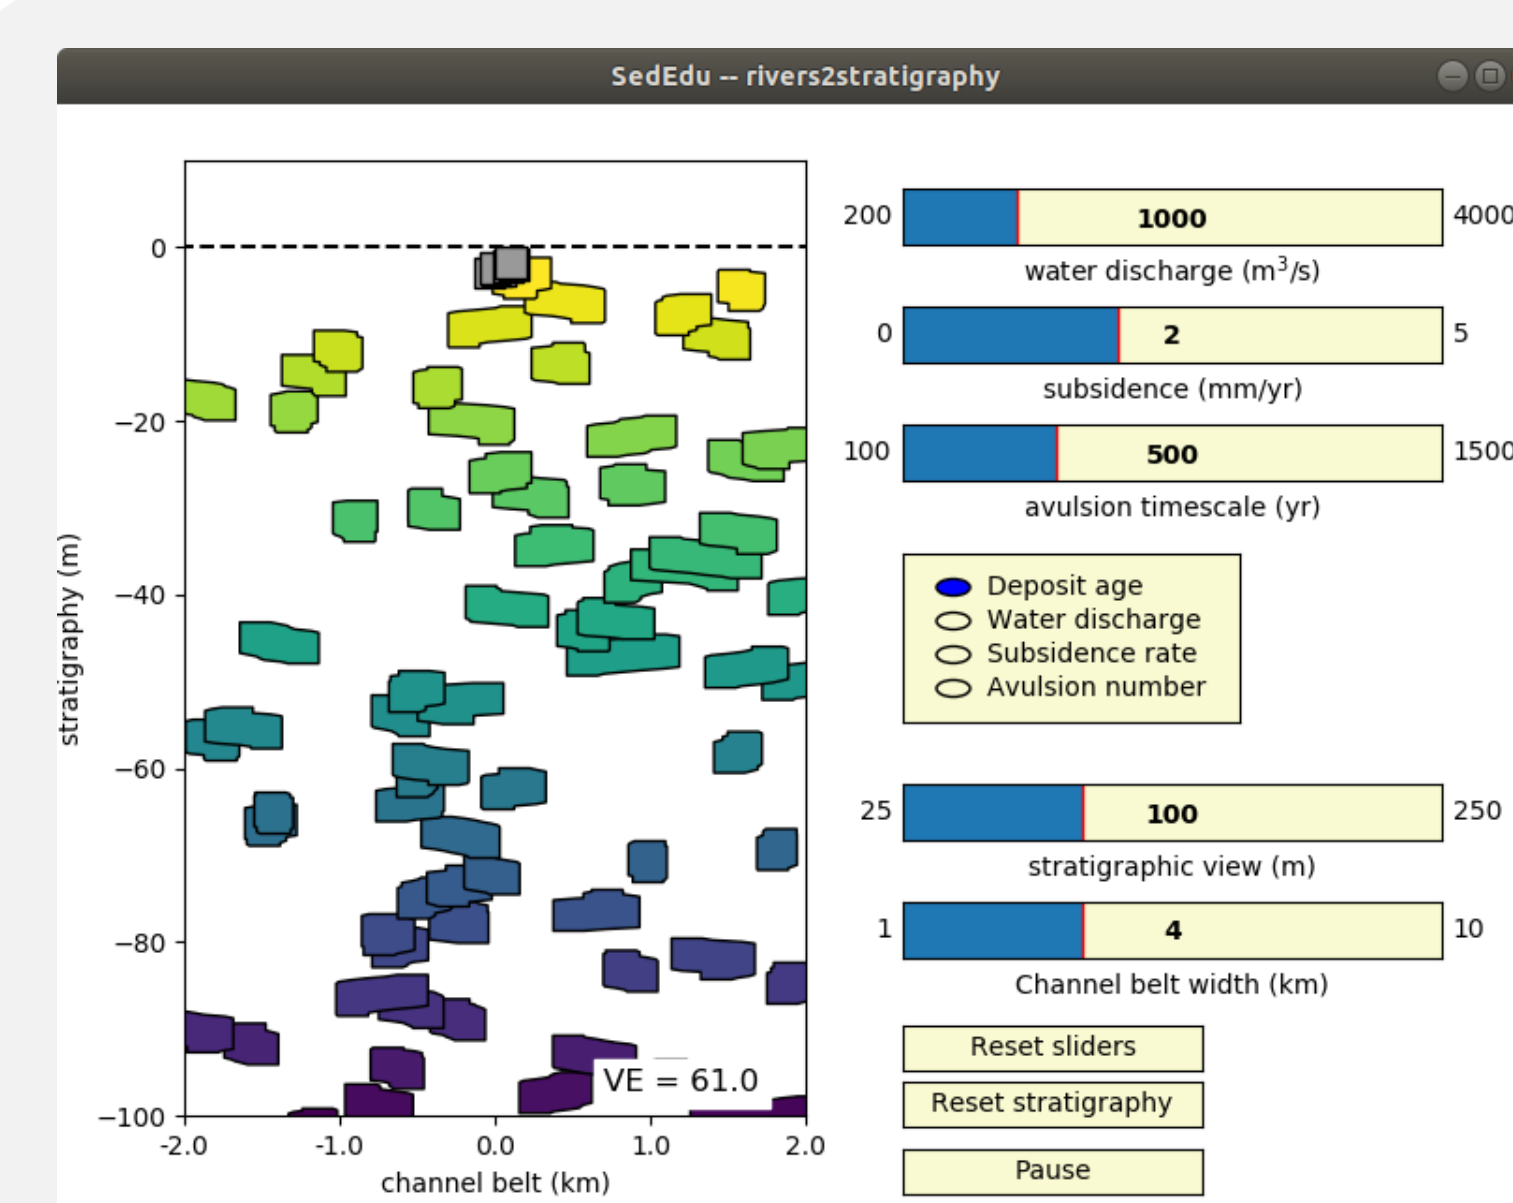 SedEdu -- rivers2stratigraphy
0
−20
−40
−60
−80
−100
stratigraphy (m)
-2.0 -1.0 0.0 1.0 2.0
channel belt (km)
VE = 61.0
200 1000 4000
water discharge (m³/s)
0 2 5
subsidence (mm/yr)
100 500 1500
avulsion timescale (yr)
Deposit age
Water discharge
Subsidence rate
Avulsion number
25 100 250
stratigraphic view (m)
1 4 10
Channel belt width (km)
Reset sliders
Reset stratigraphy
Pause